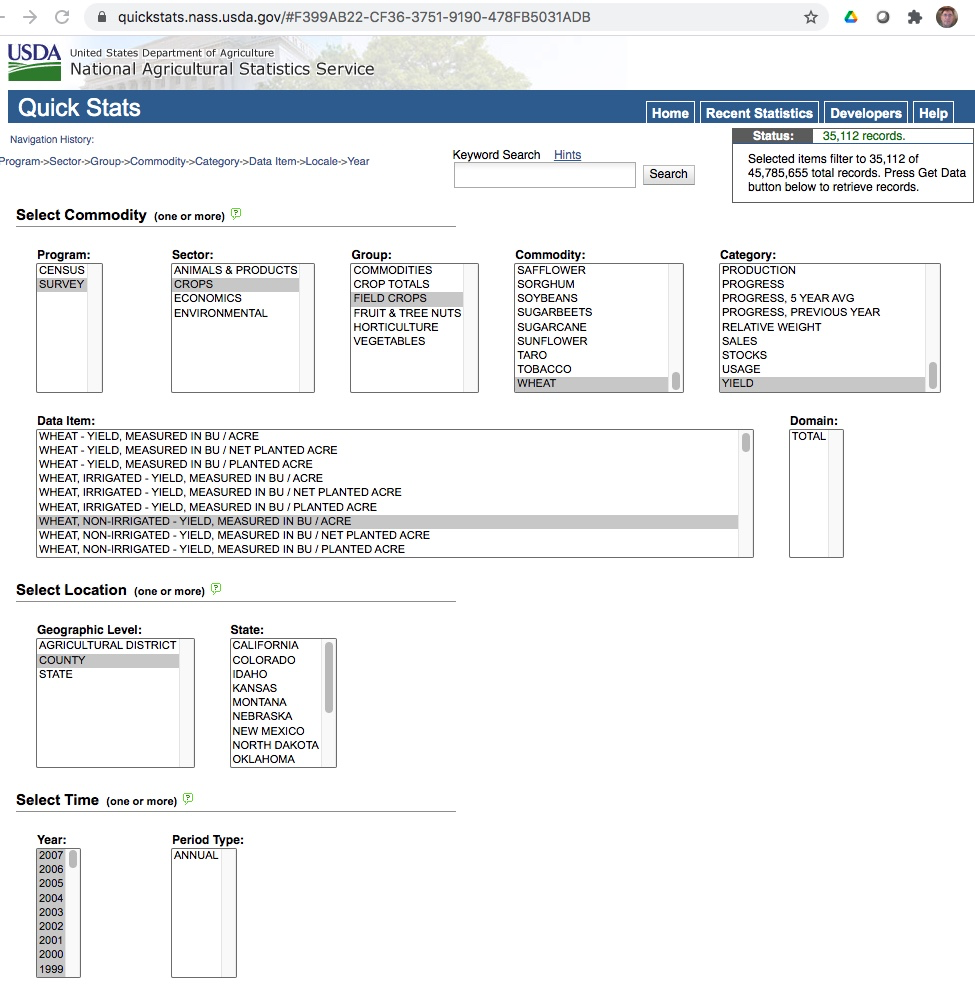 quickstats.nass.usda.gov/#F399AB22-CF36-3751-9190-478FB5031ADB
USDA
United States Department of Agriculture
National Agricultural Statistics Service
Quick Stats
Home
Recent Statistics
Developers
Help
Navigation History:
Program->Sector->Group->Commodity->Category->Data Item->Locale->Year
Keyword Search Hints
Search
Status: 35,112 records.
Selected items filter to 35,112 of
45,785,655 total records. Press Get Data
button below to retrieve records.
Select Commodity (one or more) ?
Program:
CENSUS
SURVEY
Sector:
ANIMALS & PRODUCTS
CROPS
ECONOMICS
ENVIRONMENTAL
Group:
COMMODITIES
CROP TOTALS
FIELD CROPS
FRUIT & TREE NUTS
HORTICULTURE
VEGETABLES
Commodity:
SAFFLOWER
SORGHUM
SOYBEANS
SUGARBEETS
SUGARCANE
SUNFLOWER
TARO
TOBACCO
WHEAT
Category:
PRODUCTION
PROGRESS
PROGRESS, 5 YEAR AVG
PROGRESS, PREVIOUS YEAR
RELATIVE WEIGHT
SALES
STOCKS
USAGE
YIELD
Data Item:
WHEAT - YIELD, MEASURED IN BU / ACRE
WHEAT - YIELD, MEASURED IN BU / NET PLANTED ACRE
WHEAT - YIELD, MEASURED IN BU / PLANTED ACRE
WHEAT, IRRIGATED - YIELD, MEASURED IN BU / ACRE
WHEAT, IRRIGATED - YIELD, MEASURED IN BU / NET PLANTED ACRE
WHEAT, IRRIGATED - YIELD, MEASURED IN BU / PLANTED ACRE
WHEAT, NON-IRRIGATED - YIELD, MEASURED IN BU / ACRE
WHEAT, NON-IRRIGATED - YIELD, MEASURED IN BU / NET PLANTED ACRE
WHEAT, NON-IRRIGATED - YIELD, MEASURED IN BU / PLANTED ACRE
Domain:
TOTAL
Select Location (one or more) ?
Geographic Level:
AGRICULTURAL DISTRICT
COUNTY
STATE
State:
CALIFORNIA
COLORADO
IDAHO
KANSAS
MONTANA
NEBRASKA
NEW MEXICO
NORTH DAKOTA
OKLAHOMA
Select Time (one or more) ?
Year:
2007
2006
2005
2004
2003
2002
2001
2000
1999
Period Type:
ANNUAL